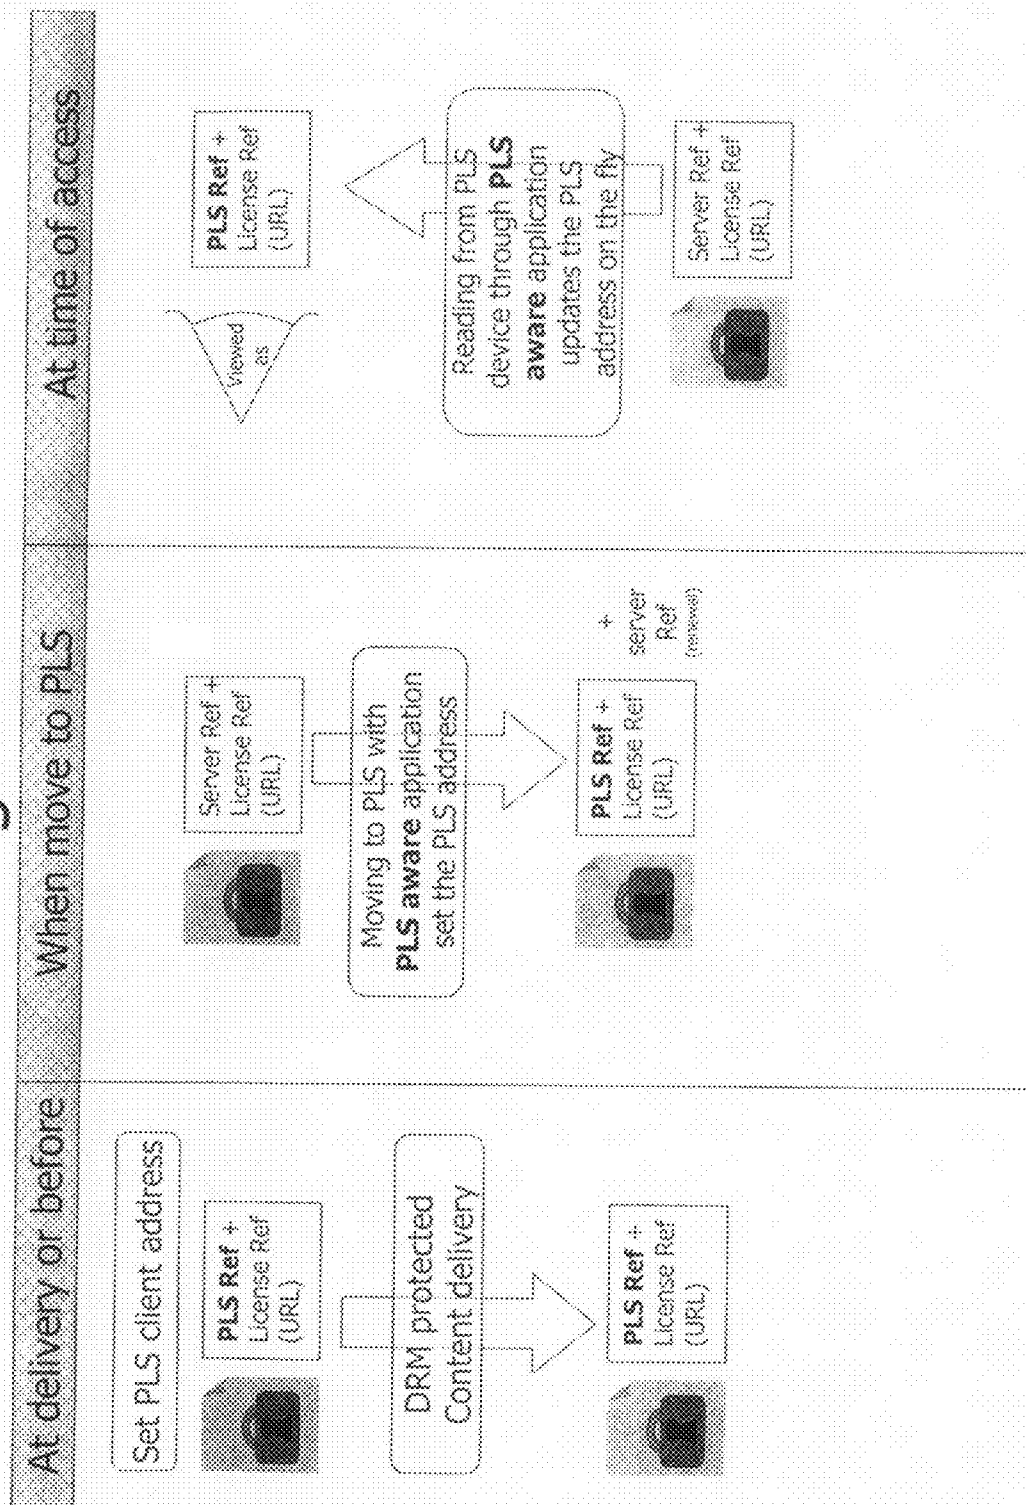 At delivery or before
When move to PLS
At time of access
Set PLS client address
PLS Ref +
License Ref
(URL)
DRM protected
Content delivery
PLS Ref +
License Ref
(URL)
Server Ref +
License Ref
(URL)
Moving to PLS with
PLS aware application
set the PLS address
PLS Ref +
License Ref
(URL)
+
server
Ref
(renewal)
Viewed
as
PLS Ref +
License Ref
(URL)
Reading from PLS
device through PLS
aware application
updates the PLS
address on the fly
Server Ref +
License Ref
(URL)